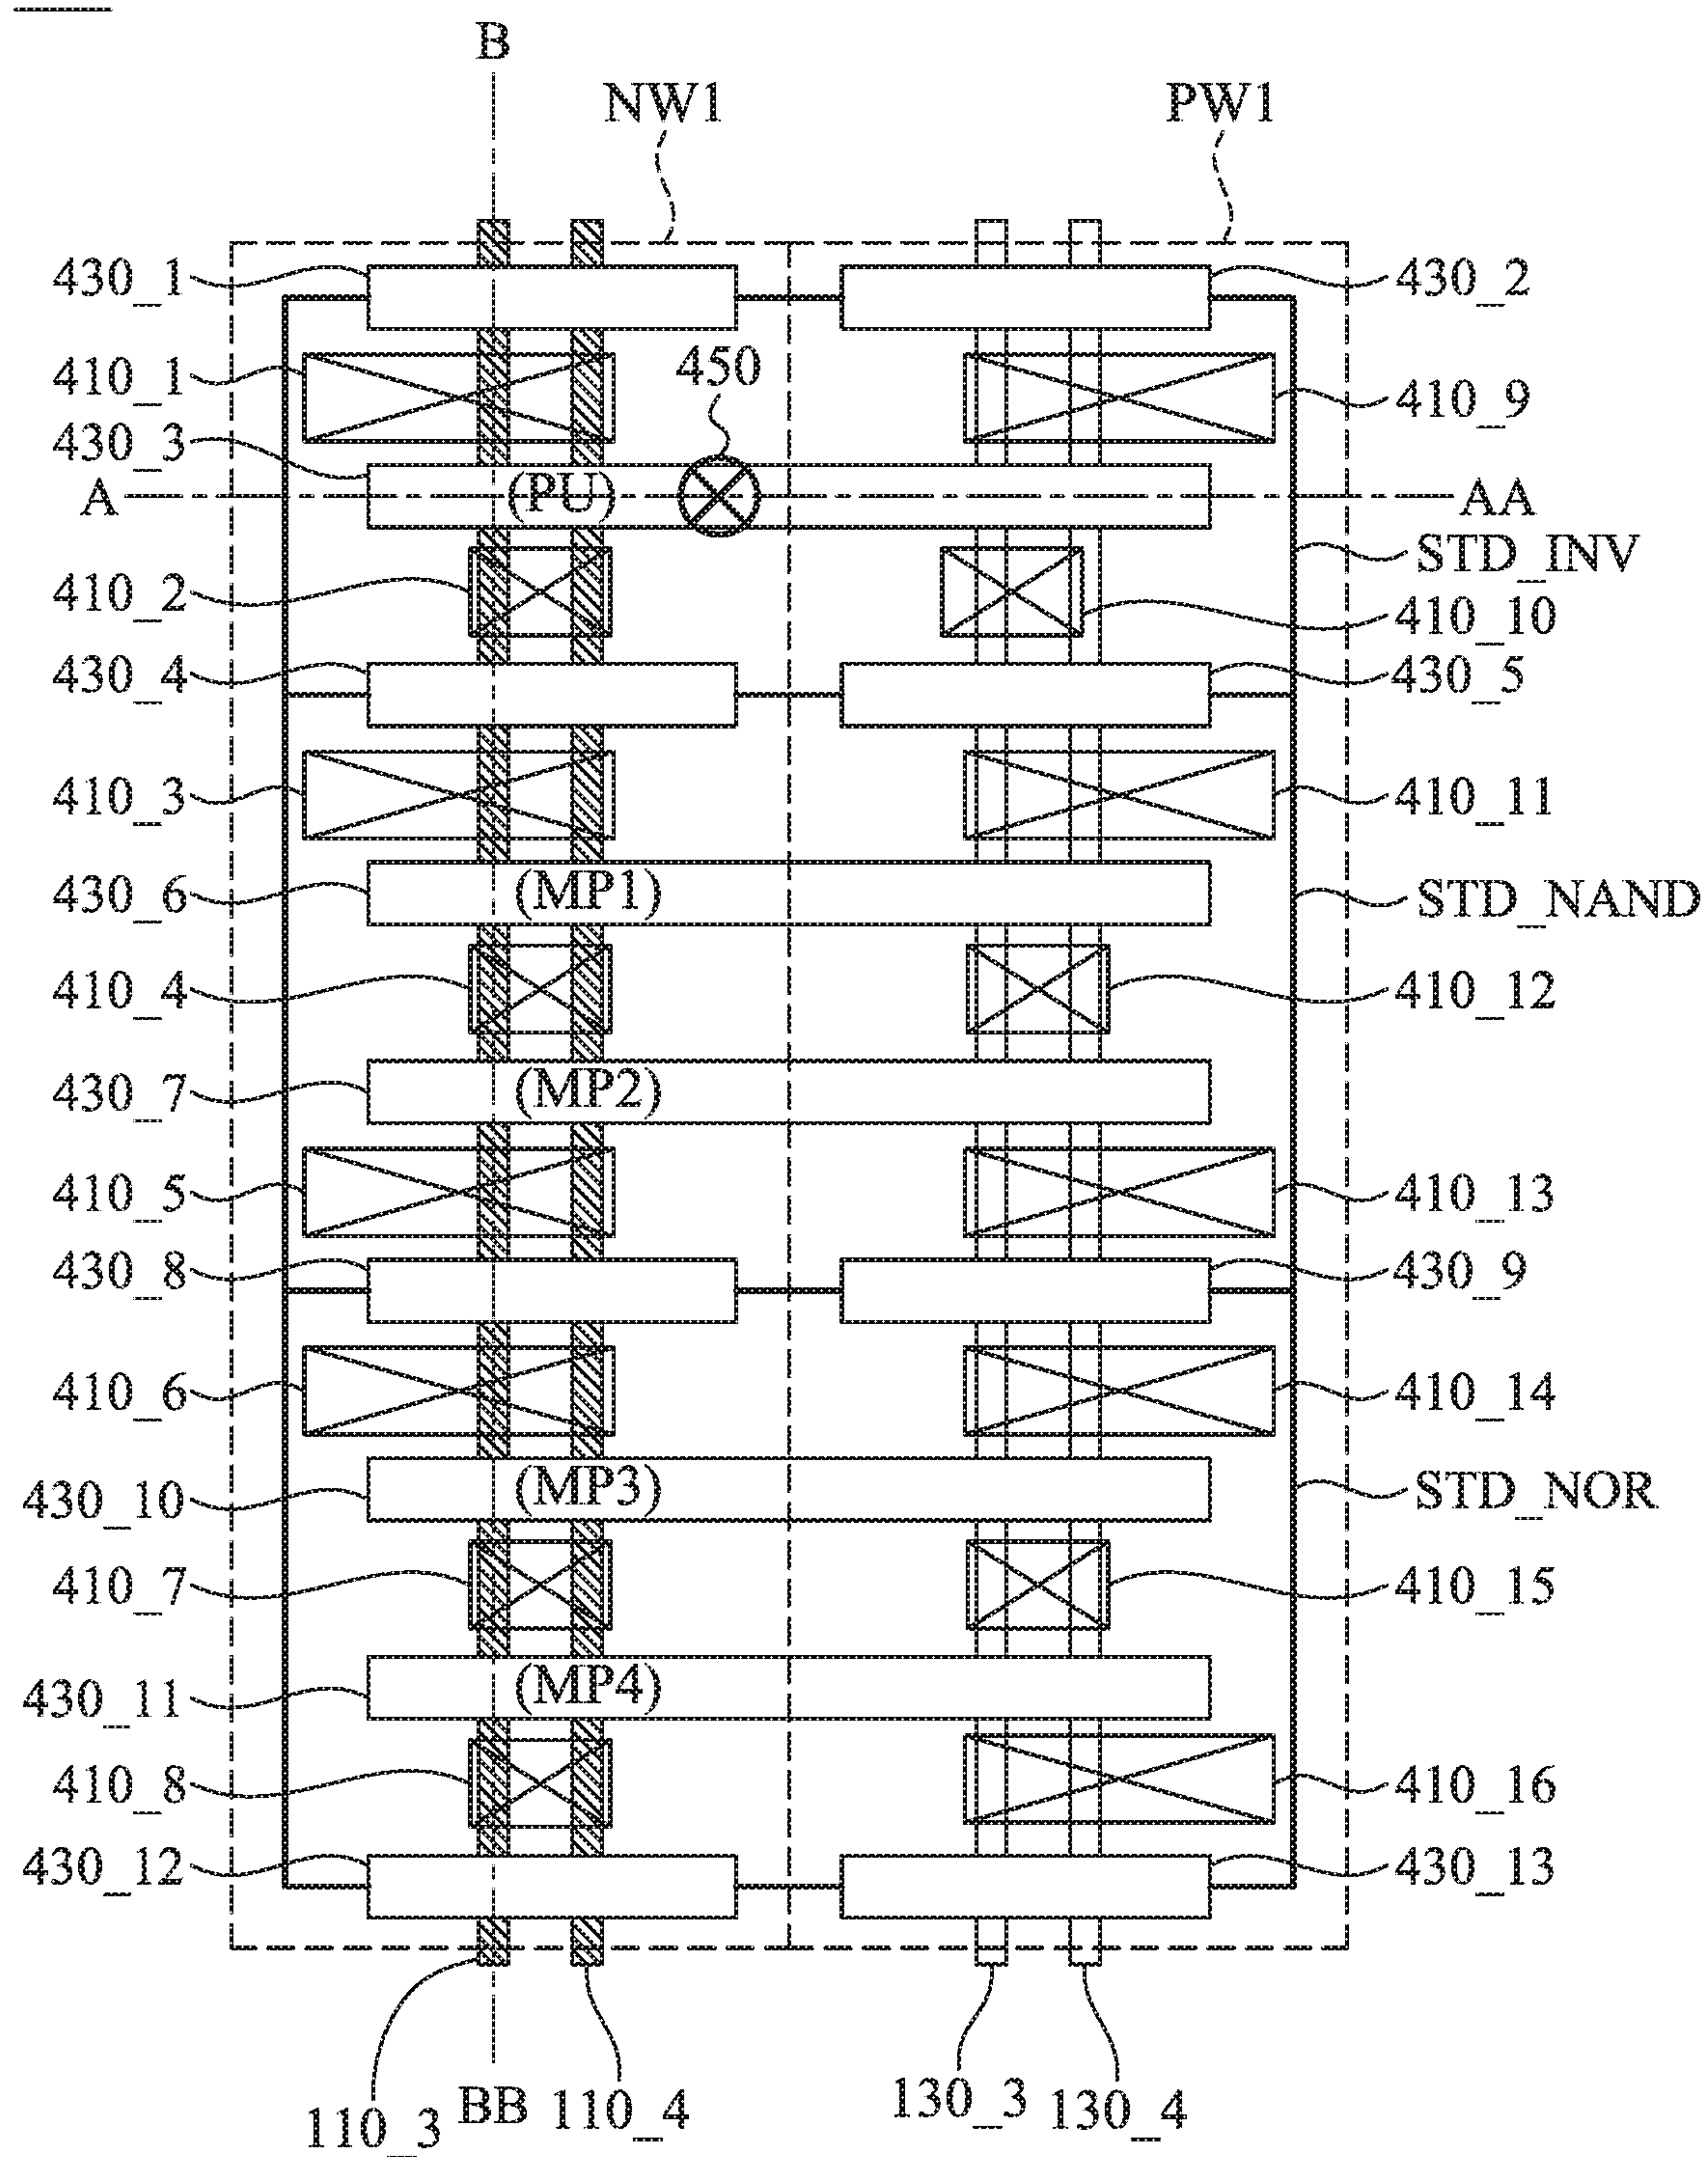 B
NW1 PW1
430_1 430_2
410_1 450 410_9
430_3
A (PU) AA
STD_INV
410_2 410_10
430_4 430_5
410_3 410_11
430_6 (MP1) STD_NAND
410_4 410_12
430_7 (MP2)
410_5 410_13
430_8 430_9
410_6 410_14
430_10 (MP3) STD_NOR
410_7 410_15
430_11 (MP4)
410_8 410_16
430_12 430_13
110_3 BB 110_4 130_3 130_4